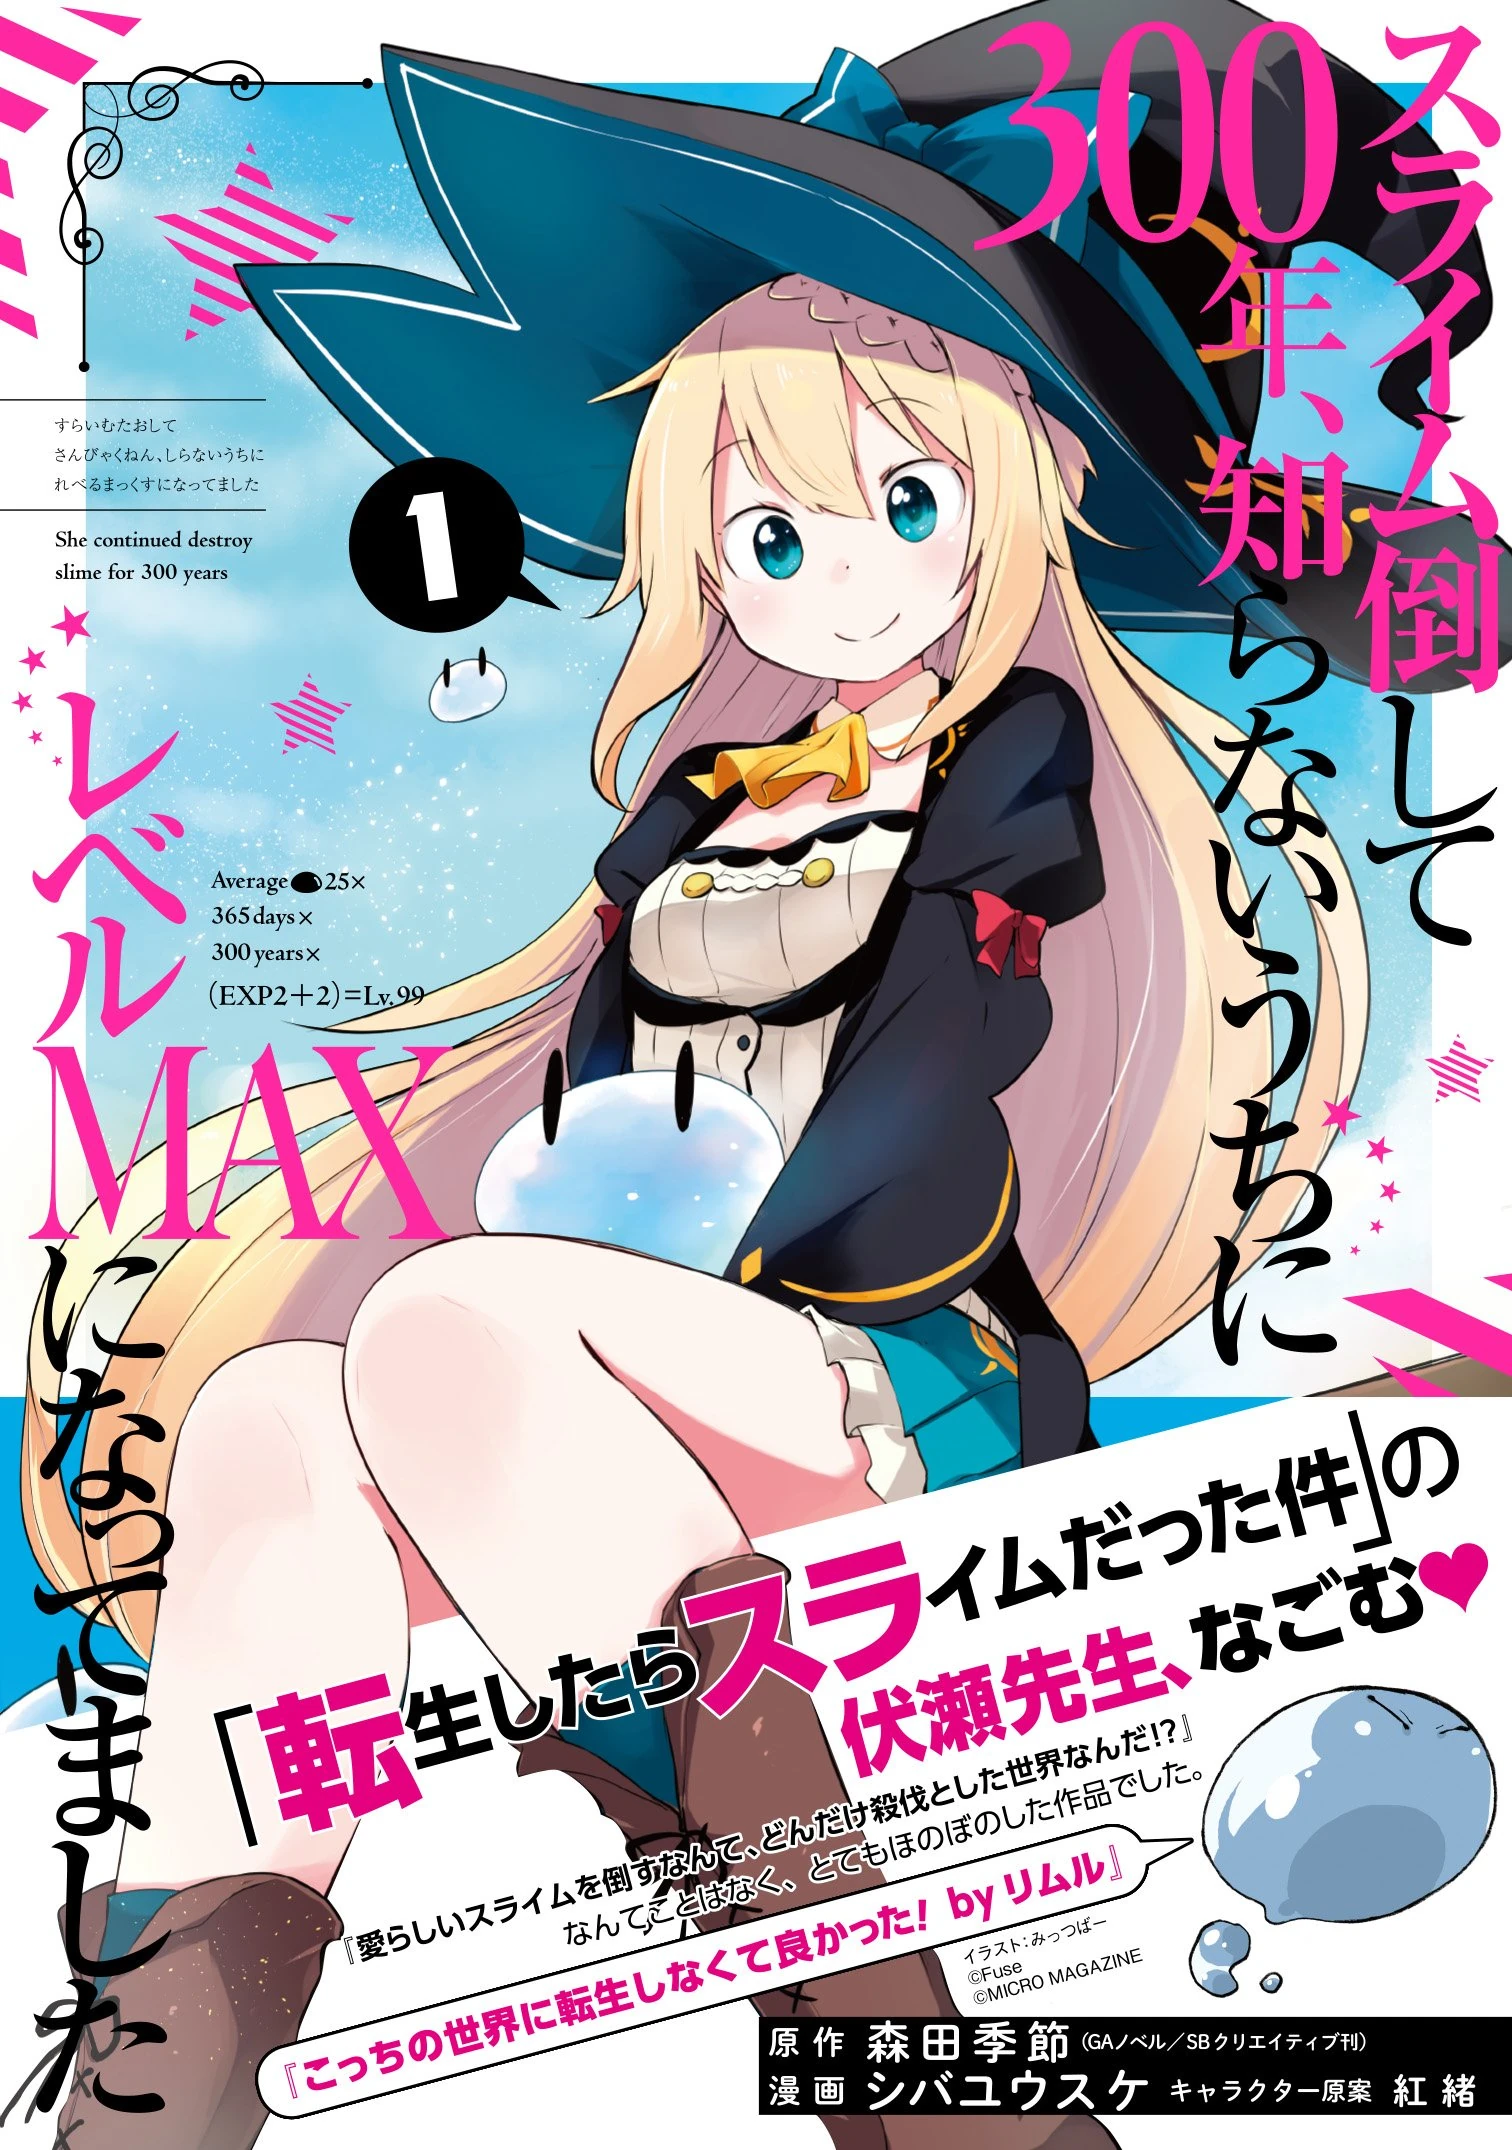 スライム倒して
300年、知らないうちに
レベル
MAX
になってました
すらいむたおして
さんびゃくねん、しらないうちに
れべるまっくすになってました
She continued destroy
slime for 300 years
1
Average 25×
365days×
300years×
(EXP2+2)=Lv.99
「転生したらスライムだった件」の
伏瀬先生、なごむ♥
『愛らしいスライムを倒すなんて、どんだけ殺伐とした世界なんだ!?』
なんてことはなく、とてもほのぼのした作品でした。
『こっちの世界に転生しなくて良かった! by リムル』
イラスト:みっつばー
©Fuse
©MICRO MAGAZINE
原作 森田季節(GAノベル/SBクリエイティブ刊)
漫画 シバユウスケ キャラクター原案 紅緒